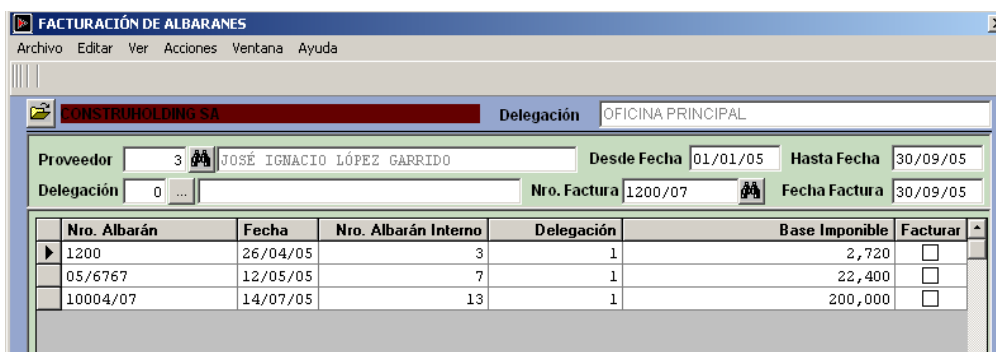 FACTURACIÓN DE ALBARANES
Archivo Editar Ver Acciones Ventana Ayuda
CONSTRUHOLDING SA Delegación OFICINA PRINCIPAL
Proveedor 3 JOSÉ IGNACIO LÓPEZ GARRIDO Desde Fecha 01/01/05 Hasta Fecha 30/09/05
Delegación 0 ... Nro. Factura 1200/07 Fecha Factura 30/09/05
Nro. Albarán Fecha Nro. Albarán Interno Delegación Base Imponible Facturar
1200 26/04/05 3 1 2,720
05/6767 12/05/05 7 1 22,400
10004/07 14/07/05 13 1 200,000